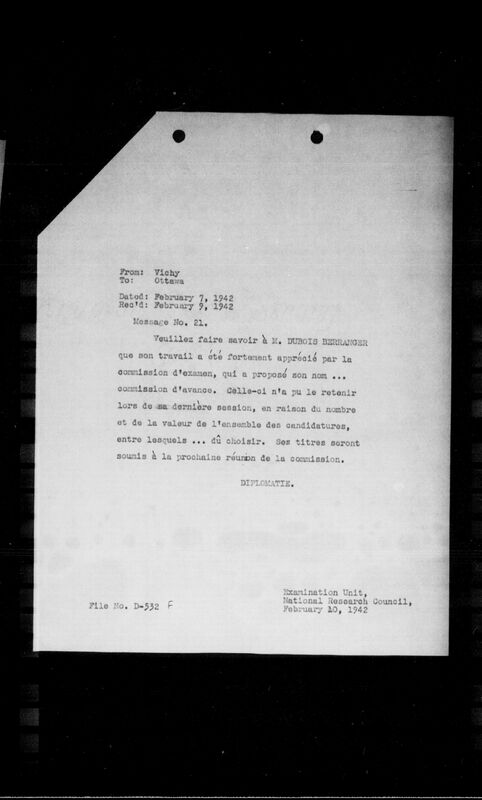 From: Vichy
To: Ottawa
Dated: February 7, 1942
Rec'd: February 9, 1942
Message No. 21.
Veuillez faire savoir à M. DUBOIS BERRANGER
que son travail a été fortement apprécié par la
commission d'examen, qui a proposé son nom ...
commission d'avance. Celle-ci n'a pu le retenir
lors de sa dernière session, en raison du nombre
et de la valeur de l'ensemble des candidatures,
entre lesquels ... dû choisir. Ses titres seront
soumis à la prochaine réunion de la commission.
DIPLOMATIE.
Examination Unit,
National Research Council,
February 10, 1942
File No. D-532 F